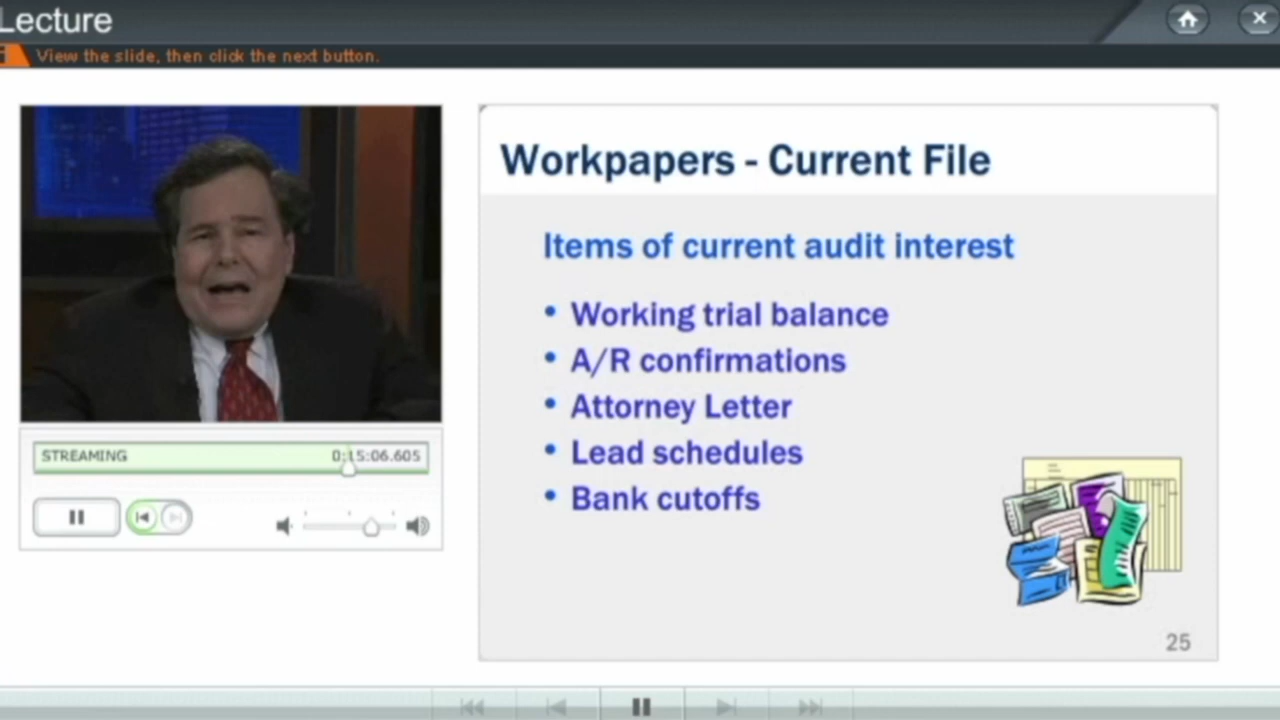 Lecture
View the slide, then click the next button.
Workpapers - Current File
Items of current audit interest
• Working trial balance
• A/R confirmations
• Attorney Letter
• Lead schedules
• Bank cutoffs
STREAMING 0:15:06.605
25